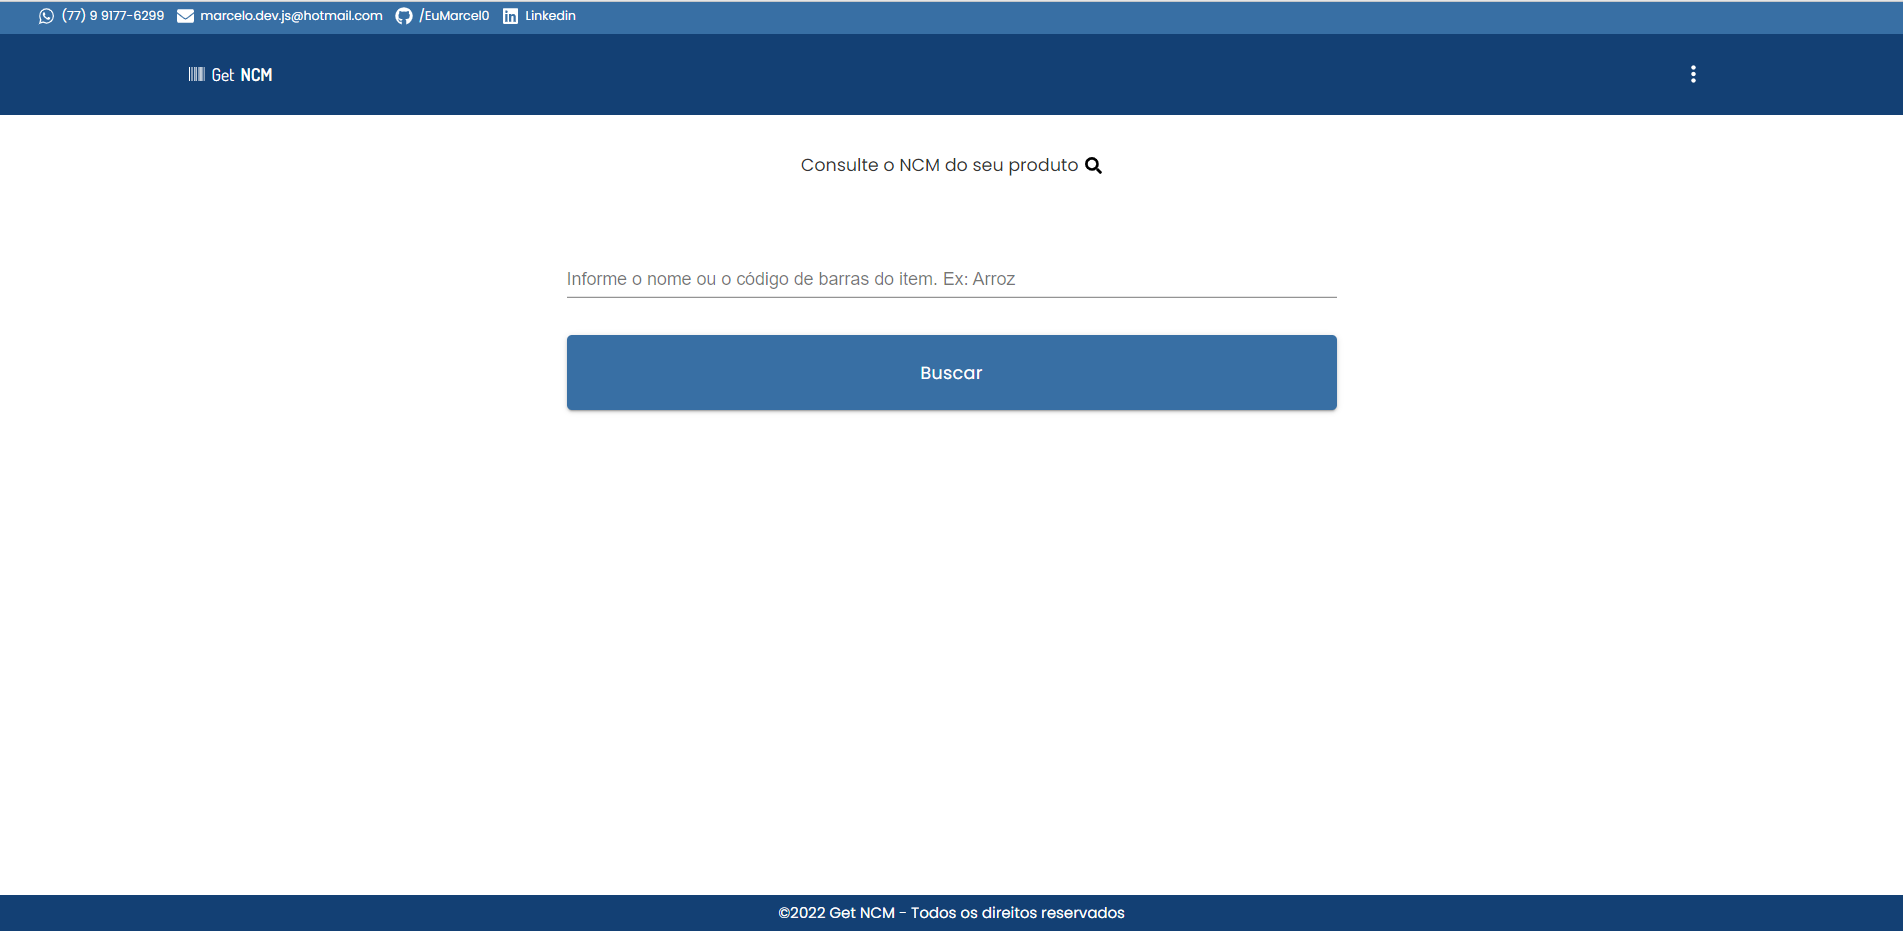 (77) 9 9177-6299 marcelo.dev.js@hotmail.com /EuMarcel0 Linkedin
Get NCM
Consulte o NCM do seu produto
Informe o nome ou o código de barras do item. Ex: Arroz
Buscar
©2022 Get NCM - Todos os direitos reservados